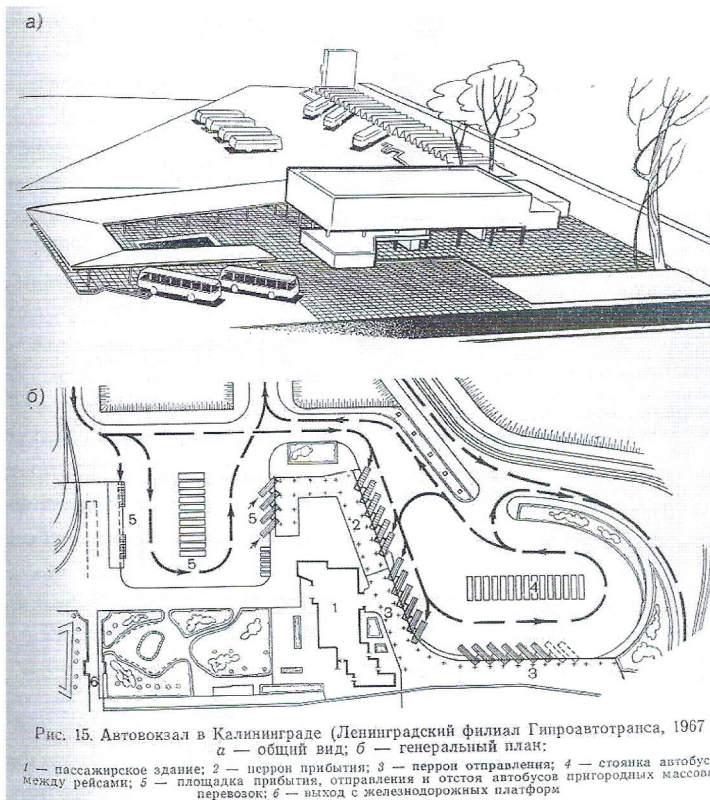 а)
б)
5
5
5
2
1
3
4
3
6
Рис. 15. Автовокзал в Калининграде (Ленинградский филиал Гипроавтотранса, 1967
а — общий вид; б — генеральный план:
1 — пассажирское здание; 2 — перрон прибытия; 3 — перрон отправления; 4 — стоянка автобус
между рейсами; 5 — площадка прибытия, отправления и отстоя автобусов пригородных массовы
перевозок; 6 — выход с железнодорожных платформ